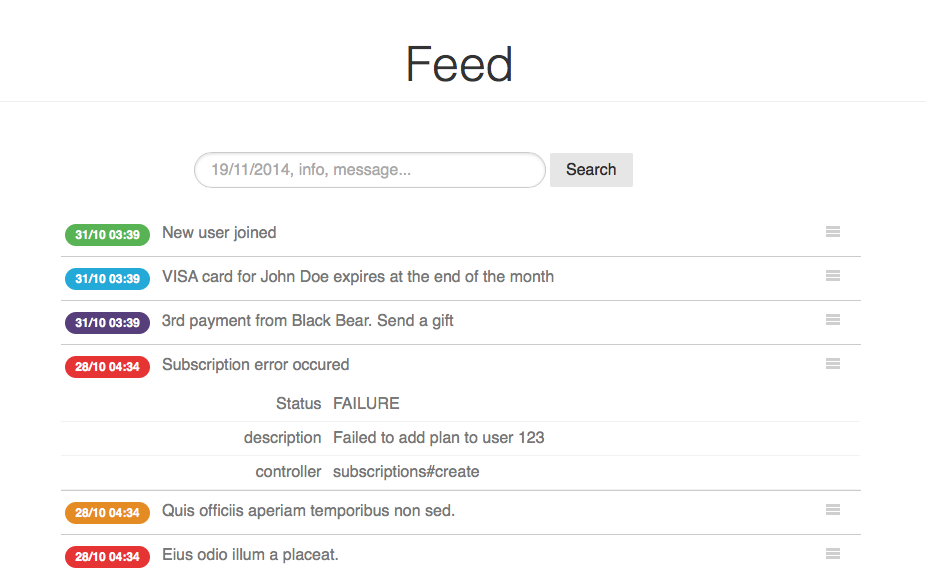 Feed
19/11/2014, info, message... Search
31/10 03:39 New user joined
31/10 03:39 VISA card for John Doe expires at the end of the month
31/10 03:39 3rd payment from Black Bear. Send a gift
28/10 04:34 Subscription error occured
Status FAILURE
description Failed to add plan to user 123
controller subscriptions#create
28/10 04:34 Quis officiis aperiam temporibus non sed.
28/10 04:34 Eius odio illum a placeat.